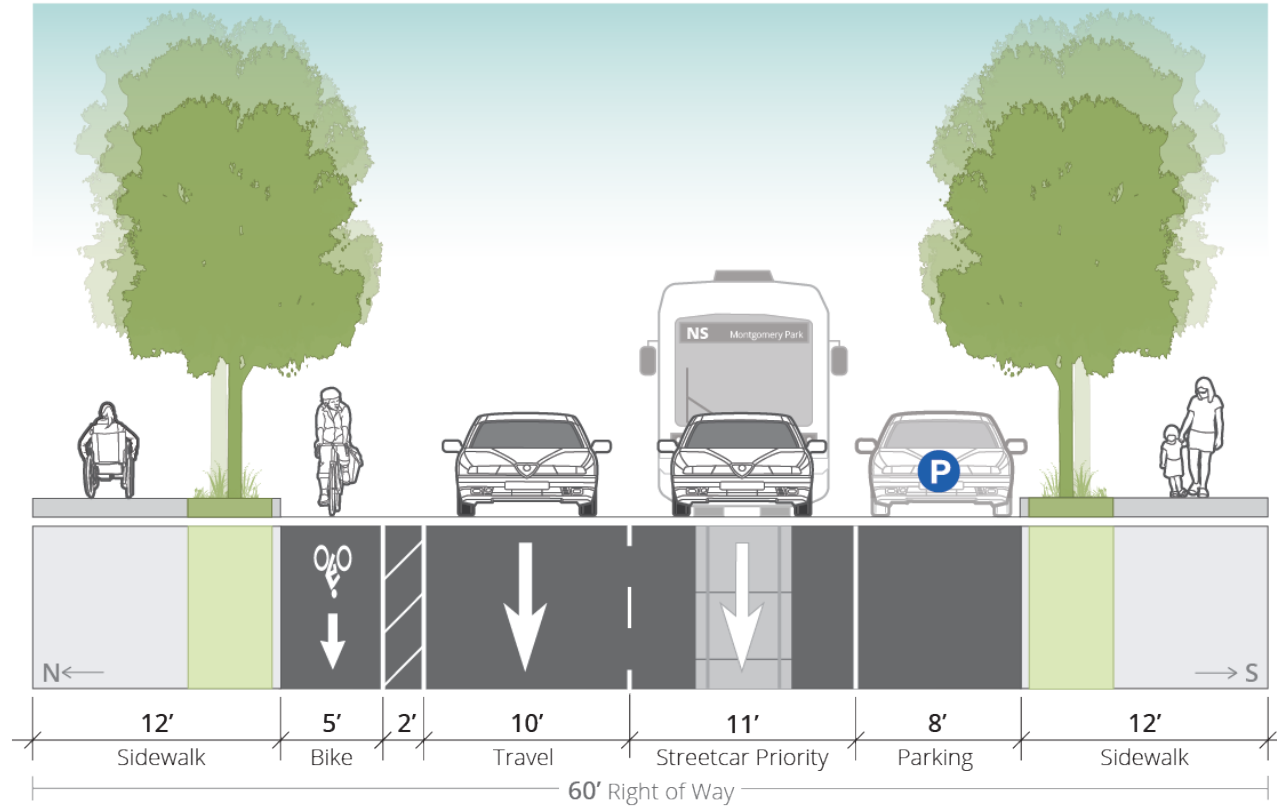 NS Montgomery Park
P
N
S
12’ 5’ 2’ 10’ 11’ 8’ 12’
Sidewalk Bike Travel Streetcar Priority Parking Sidewalk
60’ Right of Way